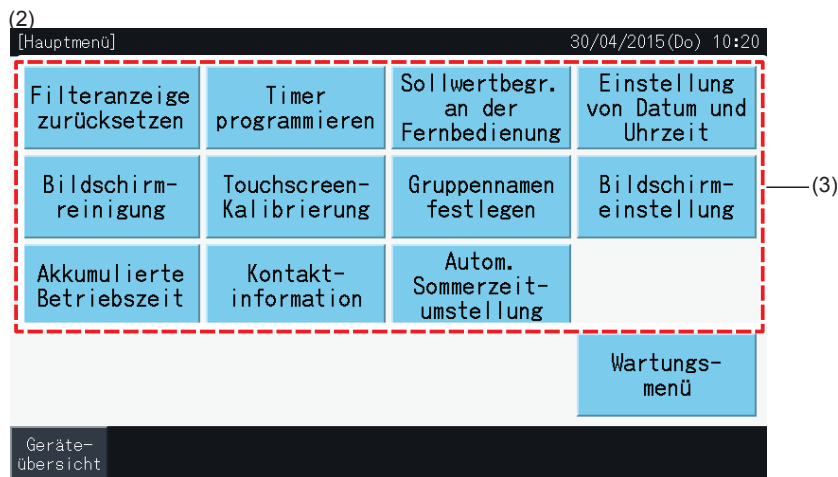 (2)
[Hauptmenü] 30/04/2015(Do) 10:20
Filteranzeige
zurücksetzen
Timer
programmieren
Sollwertbegr.
an der
Fernbedienung
Einstellung
von Datum und
Uhrzeit
Bildschirm-
reinigung
Touchscreen-
Kalibrierung
Gruppennamen
festlegen
Bildschirm-
einstellung
(3)
Akkumulierte
Betriebszeit
Kontakt-
information
Autom.
Sommerzeit-
umstellung
Wartungs-
menü
Geräte-
übersicht